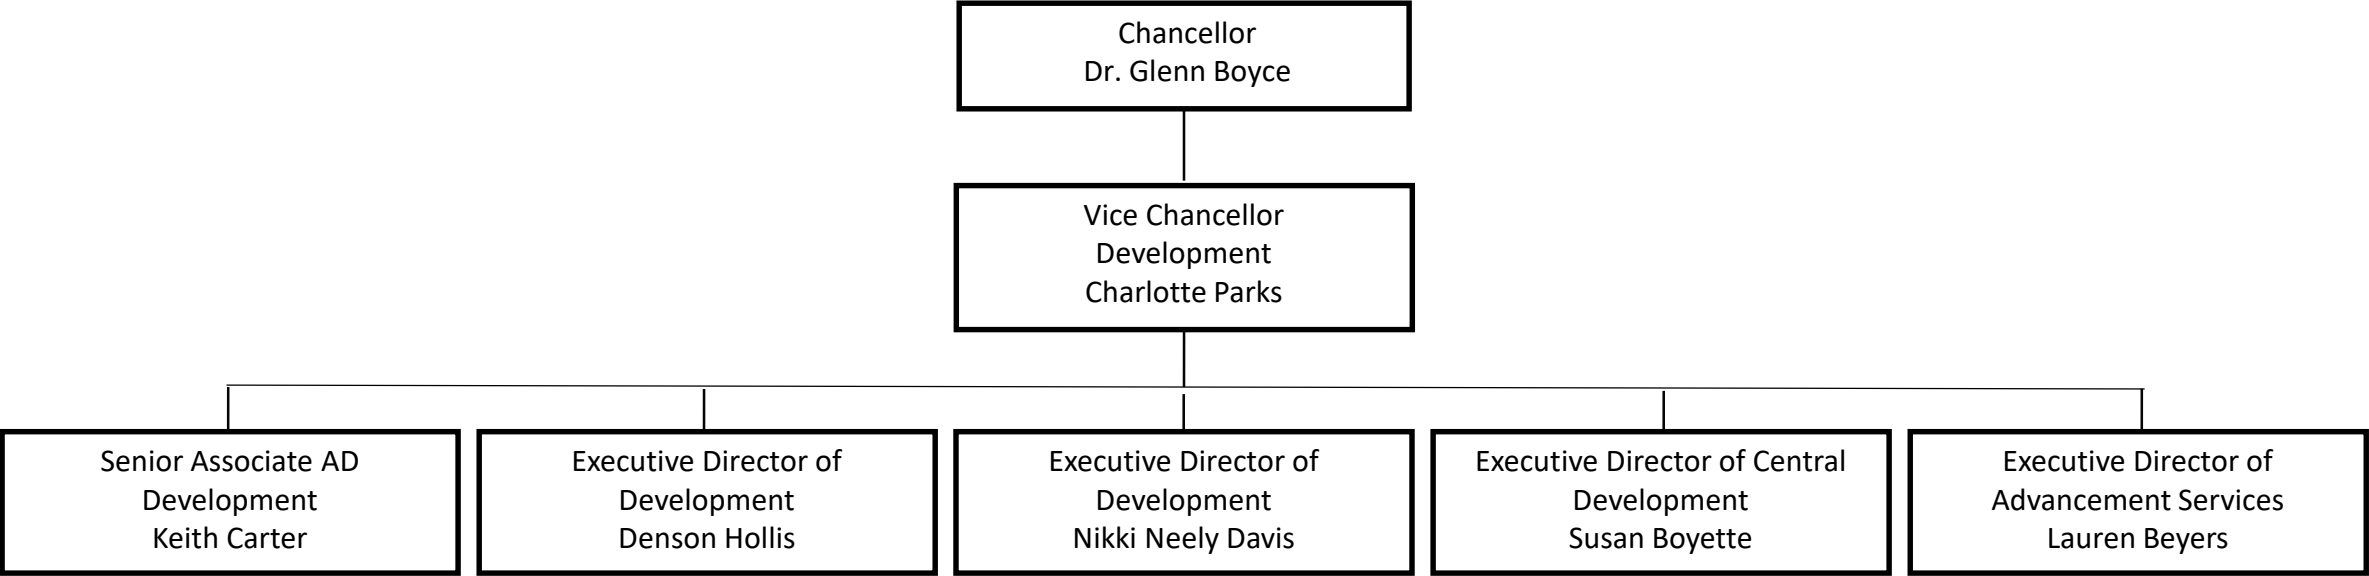 Chancellor
Dr. Glenn Boyce
Vice Chancellor
Development
Charlotte Parks
Senior Associate AD
Development
Keith Carter
Executive Director of
Development
Denson Hollis
Executive Director of
Development
Nikki Neely Davis
Executive Director of Central
Development
Susan Boyette
Executive Director of
Advancement Services
Lauren Beyers